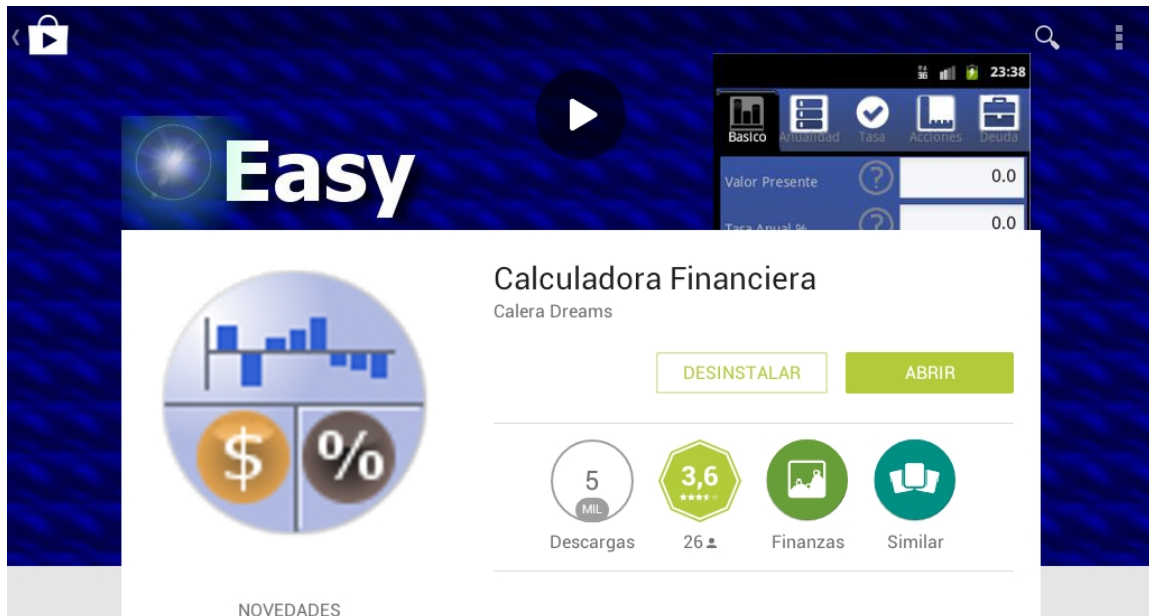 23:38
Easy
Basico Anualidad Tasa Acciones Deuda
Valor Presente 0.0
Tasa Anual % 0.0
Calculadora Financiera
Calera Dreams
DESINSTALAR ABRIR
$ %
5 MIL 3,6
Descargas 26 Finanzas Similar
NOVEDADES